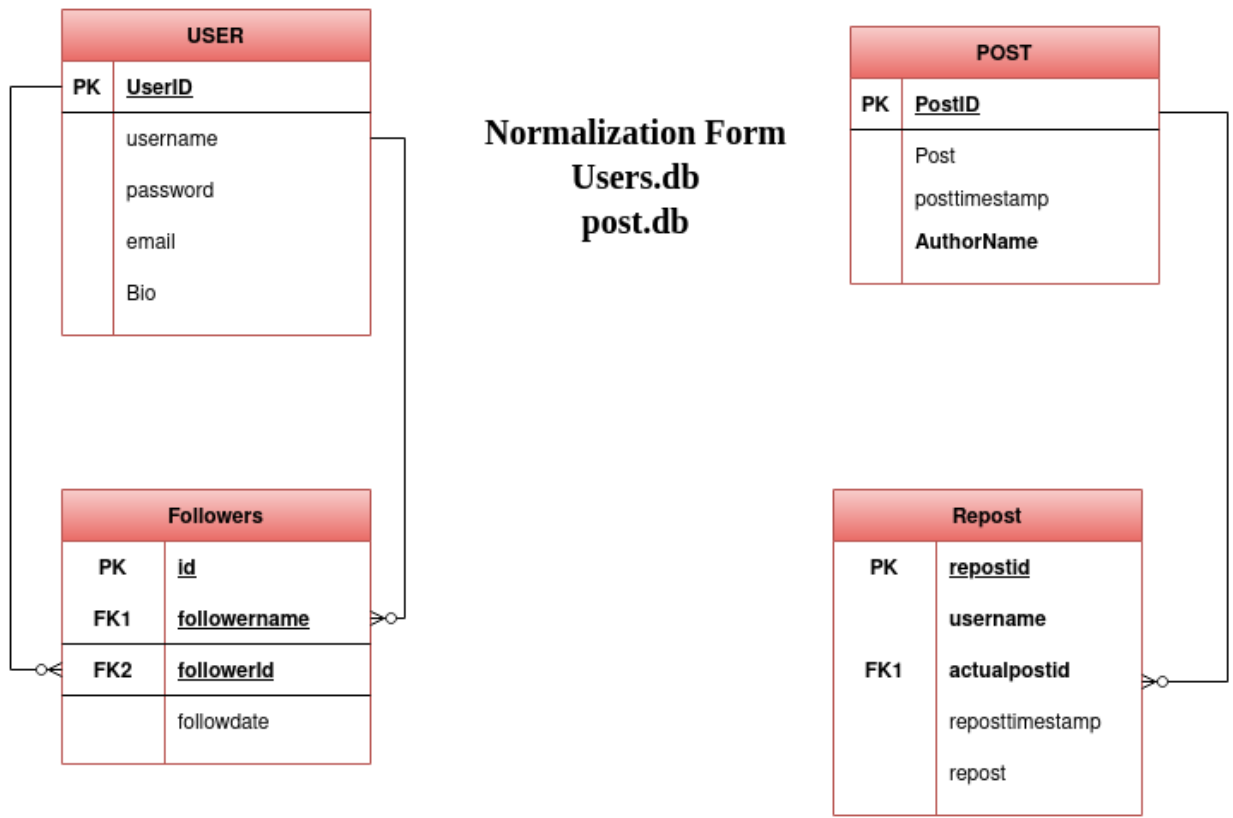 USER
PK UserID
username
password
email
Bio
Normalization Form
Users.db
post.db
POST
PK PostID
Post
posttimestamp
AuthorName
Followers
PK id
FK1 followername
FK2 followerId
followdate
Repost
PK repostid
username
FK1 actualpostid
reposttimestamp
repost